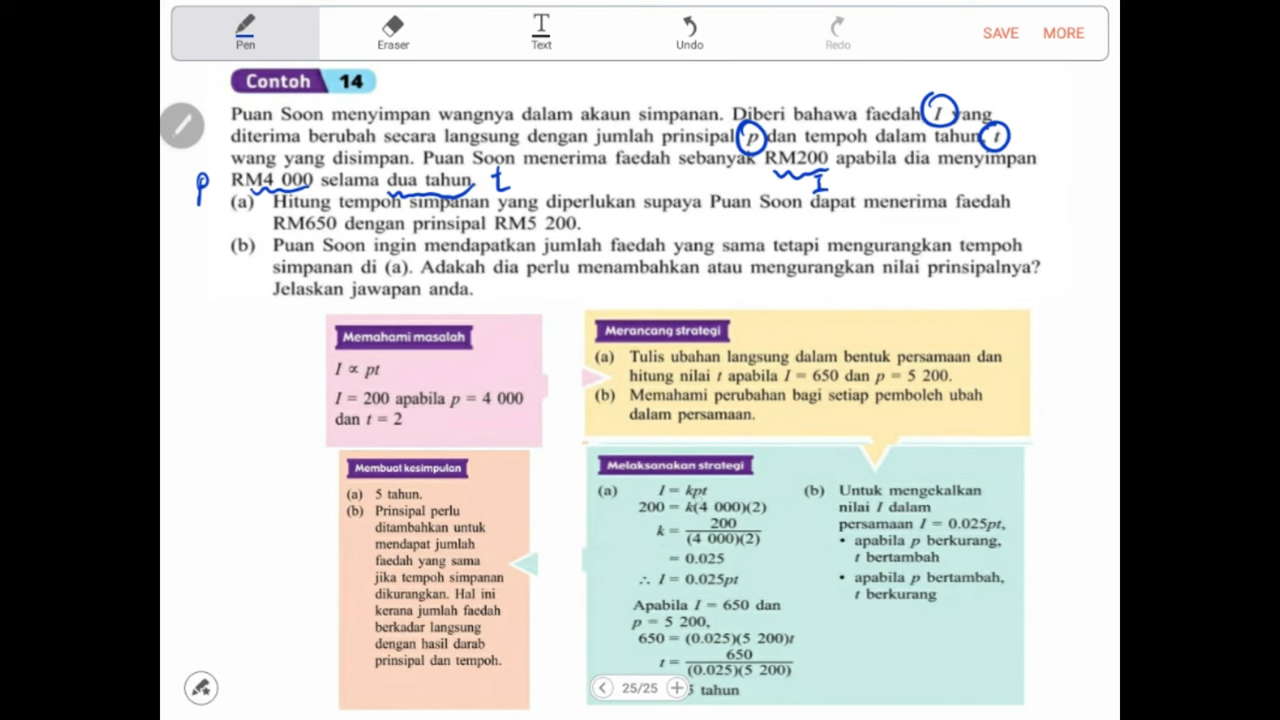 Pen
Eraser
T
Text
Undo
Redo
SAVE
MORE
Contoh 14
Puan Soon menyimpan wangnya dalam akaun simpanan. Diberi bahawa faedah I yang
diterima berubah secara langsung dengan jumlah prinsipal p dan tempoh dalam tahun t
wang yang disimpan. Puan Soon menerima faedah sebanyak RM200 apabila dia menyimpan
p RM4 000 selama dua tahun. t I
(a) Hitung tempoh simpanan yang diperlukan supaya Puan Soon dapat menerima faedah
RM650 dengan prinsipal RM5 200.
(b) Puan Soon ingin mendapatkan jumlah faedah yang sama tetapi mengurangkan tempoh
simpanan di (a). Adakah dia perlu menambahkan atau mengurangkan nilai prinsipalnya?
Jelaskan jawapan anda.
Memahami masalah
I ∝ pt
I = 200 apabila p = 4 000
dan t = 2
Merancang strategi
(a) Tulis ubahan langsung dalam bentuk persamaan dan
hitung nilai t apabila I = 650 dan p = 5 200.
(b) Memahami perubahan bagi setiap pemboleh ubah
dalam persamaan.
Membuat kesimpulan
(a) 5 tahun.
(b) Prinsipal perlu
ditambahkan untuk
mendapat jumlah
faedah yang sama
jika tempoh simpanan
dikurangkan. Hal ini
kerana jumlah faedah
berkadar langsung
dengan hasil darab
prinsipal dan tempoh.
Melaksanakan strategi
(a) I = kpt
200 = k(4 000)(2)
k = 200
(4 000)(2)
= 0.025
∴ I = 0.025pt
Apabila I = 650 dan
p = 5 200,
650 = (0.025)(5 200)t
t = 650
(0.025)(5 200)
5 tahun
(b) Untuk mengekalkan
nilai I dalam
persamaan I = 0.025pt,
• apabila p berkurang,
t bertambah
• apabila p bertambah,
t berkurang
25/25